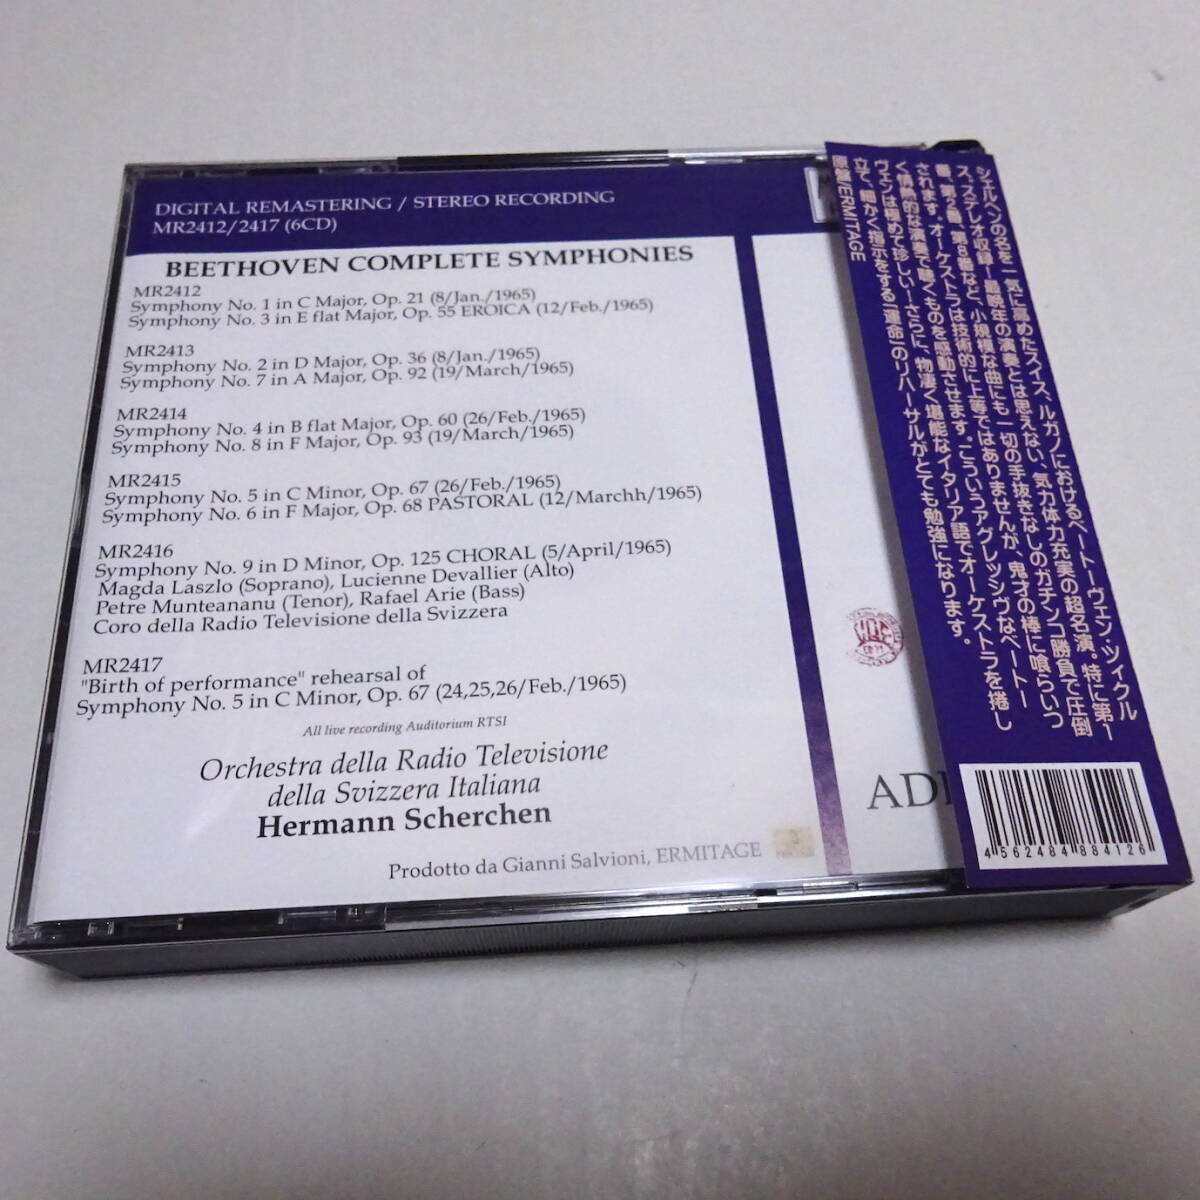 DIGITAL REMASTERING / STEREO RECORDING
MR2412/2417 (6CD)
BEETHOVEN COMPLETE SYMPHONIES
MR2412
Symphony No. 1 in C Major, Op. 21 (8/Jan./1965)
Symphony No. 3 in E flat Major, Op. 55 EROICA (12/Feb./1965)
MR2413
Symphony No. 2 in D Major, Op. 36 (8/Jan./1965)
Symphony No. 7 in A Major, Op. 92 (19/March/1965)
MR2414
Symphony No. 4 in B flat Major, Op. 60 (26/Feb./1965)
Symphony No. 8 in F Major, Op. 93 (19/March/1965)
MR2415
Symphony No. 5 in C Minor, Op. 67 (26/Feb./1965)
Symphony No. 6 in F Major, Op. 68 PASTORAL (12/Marchh/1965)
MR2416
Symphony No. 9 in D Minor, Op. 125 CHORAL (5/April/1965)
Magda Laszlo (Soprano), Lucienne Devallier (Alto)
Petre Munteananu (Tenor), Rafael Arie (Bass)
Coro della Radio Televisione della Svizzera
MR2417
"Birth of performance" rehearsal of
Symphony No. 5 in C Minor, Op. 67 (24,25,26/Feb./1965)
All live recording Auditorium RTSI
Orchestra della Radio Televisione
della Svizzera Italiana
Hermann Scherchen
Prodotto da Gianni Salvioni, ERMITAGE
AD
シェルヘンの名を一気に高めたスイス、ルガノにおけるベートーヴェン・ツイクル
ス。ステレオ収録―最晩年の演奏とは思えない、気力体力充実の超名演。特に第1
番、第2番、第8番など、小規模な曲にも一切の手抜きなしのガチンコ勝負で圧倒
されます。オーケストラは技術的に上等ではありませんが、鬼才の棒に喰らいつ
く情熱的な演奏で聴くものを感動させます。こういうアグレッシヴなベートー
ヴェンは極めて珍しい―さらに、物凄く堪能なイタリア語でオーケストラを捲し
立て、細かく指示をする「運命」のリハーサルがとても勉強になります。
原盤/ERMITAGE
4562484884126